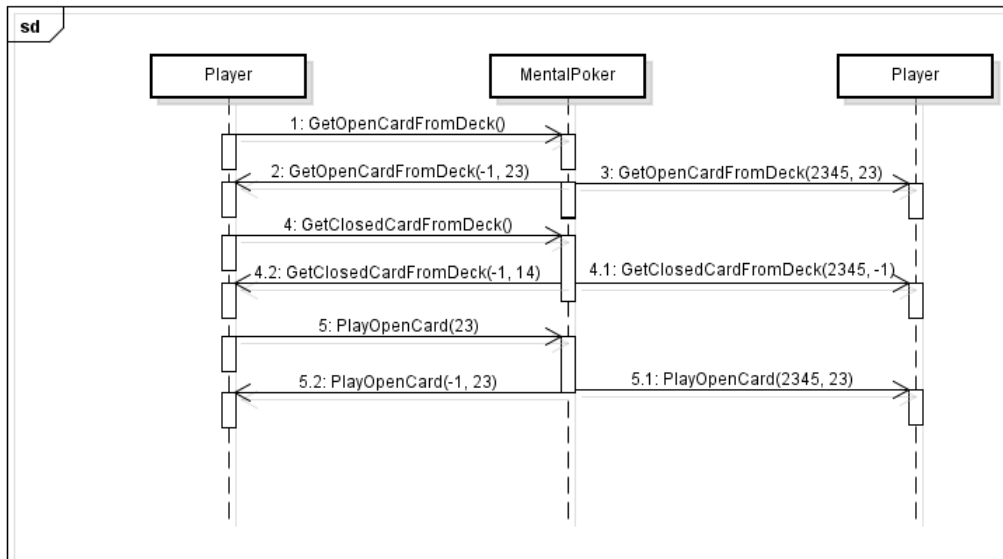 sd
Player
MentalPoker
Player
1: GetOpenCardFromDeck()
2: GetOpenCardFromDeck(-1, 23)
3: GetOpenCardFromDeck(2345, 23)
4: GetClosedCardFromDeck()
4.2: GetClosedCardFromDeck(-1, 14)
4.1: GetClosedCardFromDeck(2345, -1)
5: PlayOpenCard(23)
5.2: PlayOpenCard(-1, 23)
5.1: PlayOpenCard(2345, 23)